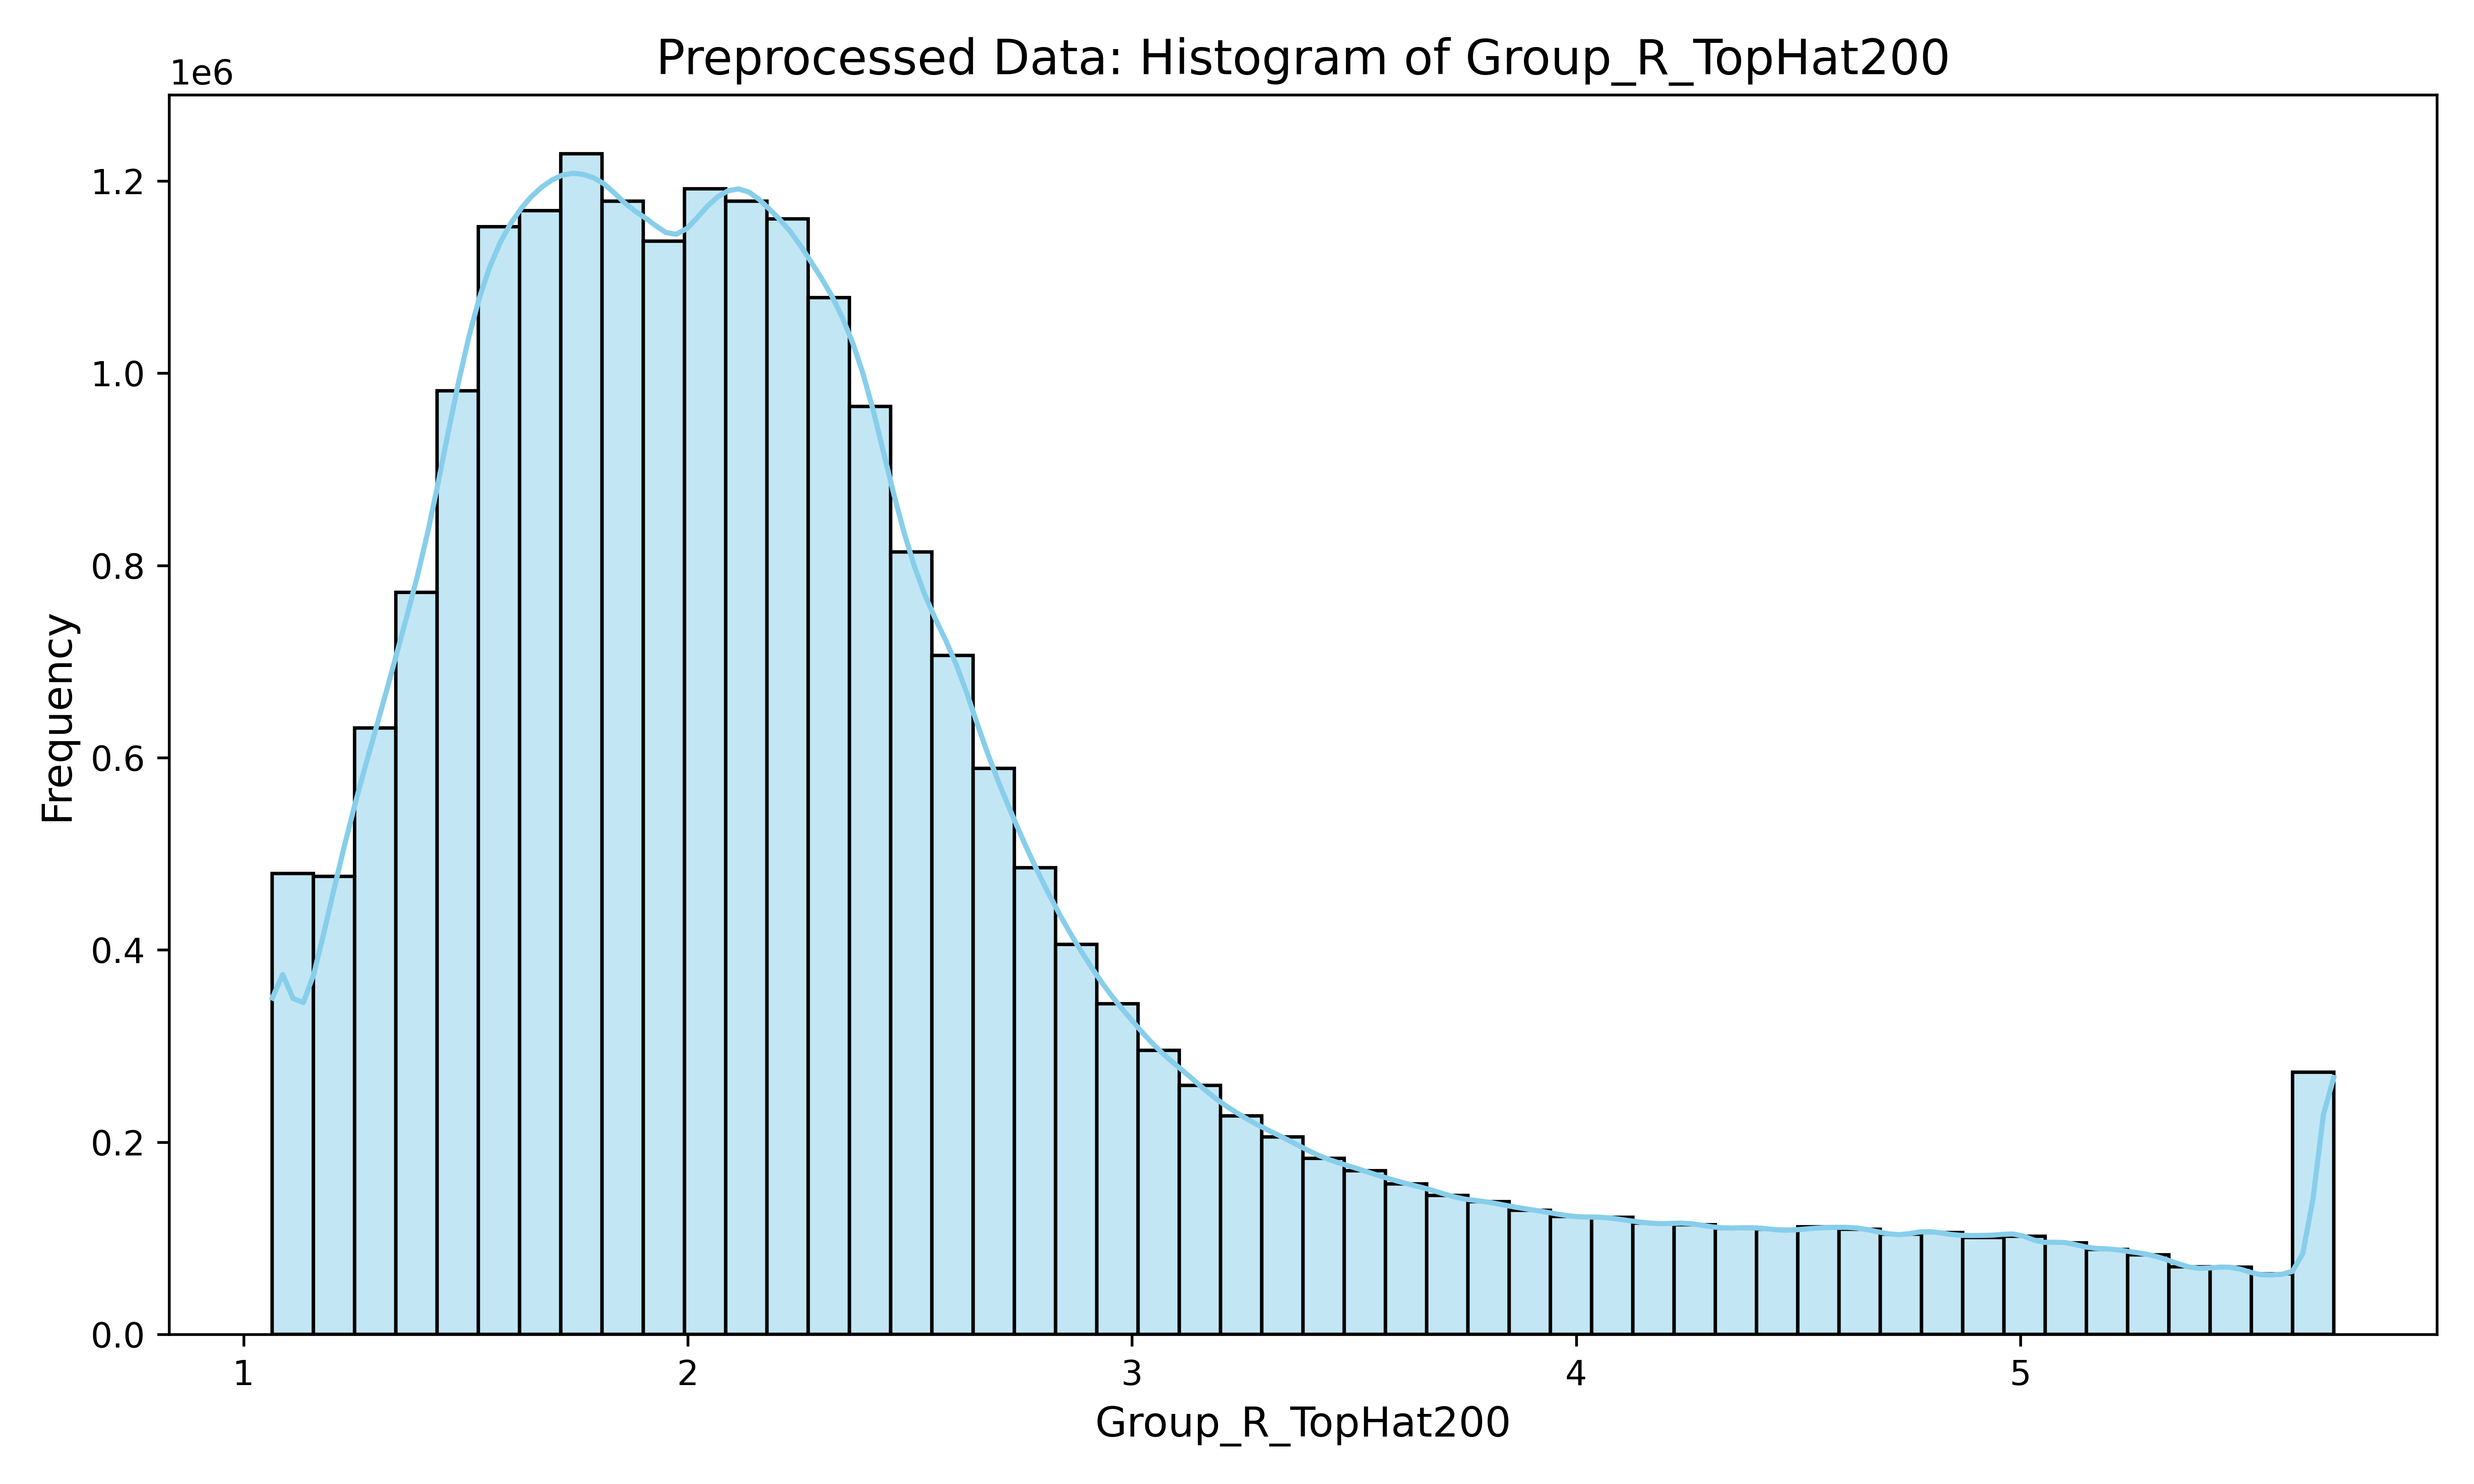 Preprocessed Data: Histogram of Group_R_TopHat200
1e6
1.2
1.0
0.8
0.6
0.4
0.2
0.0
Frequency
1 2 3 4 5
Group_R_TopHat200